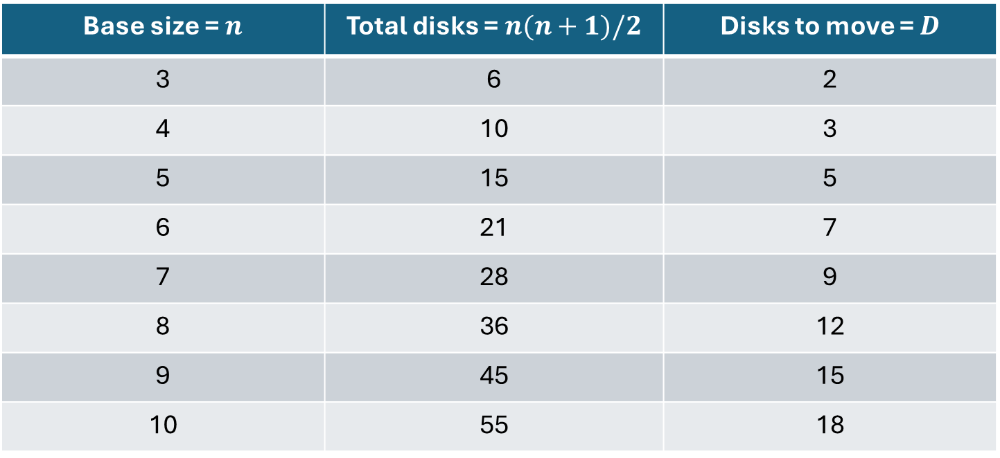 Base size = n Total disks = n(n + 1)/2 Disks to move = D
3 6 2
4 10 3
5 15 5
6 21 7
7 28 9
8 36 12
9 45 15
10 55 18